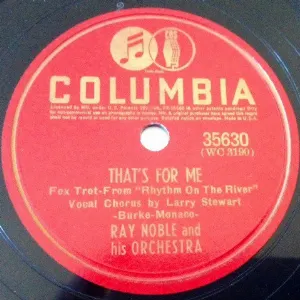 COLUMBIA
35630
(WC 3190)
THAT'S FOR ME
Fox Trot-From "Rhythm On The River"
Vocal Chorus by Larry Stewart
-Burke-Monaco-
RAY NOBLE and
his ORCHESTRA